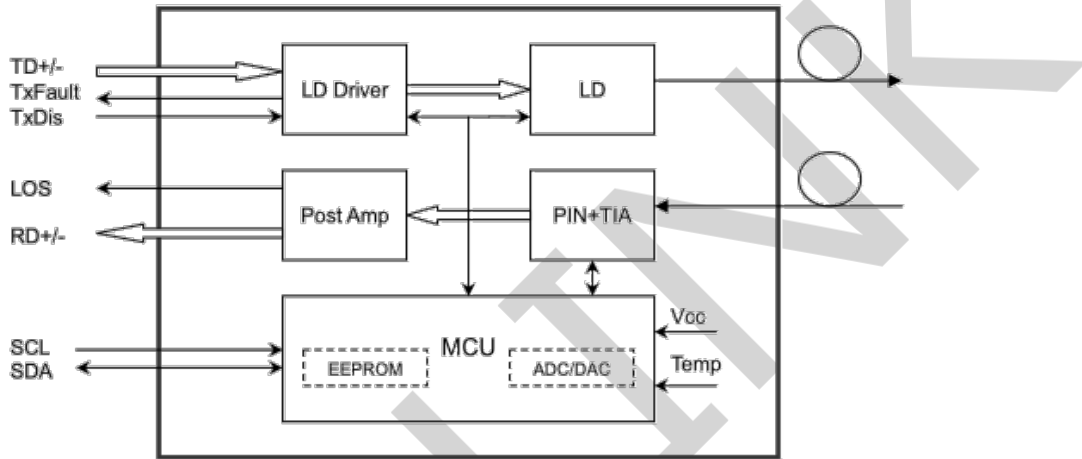 TD+/-
TxFault
TxDis
LD Driver
LD
LOS
RD+/-
Post Amp
PIN+TIA
SCL
SDA
MCU
EEPROM
ADC/DAC
Vcc
Temp